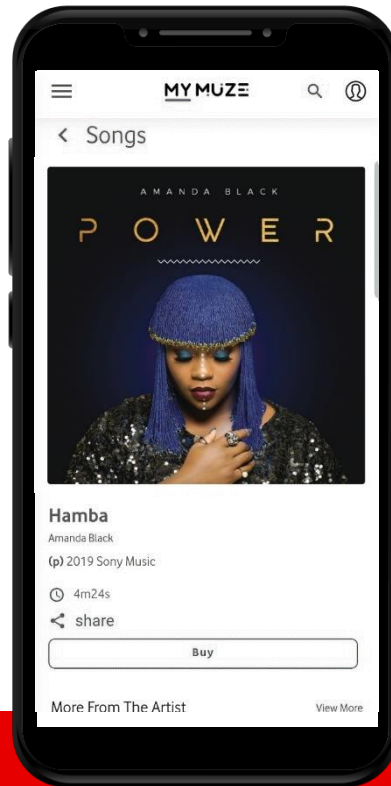 MY MUZE
Songs
AMANDA BLACK
POWER
Hamba
Amanda Black
(p) 2019 Sony Music
4m24s
share
Buy
More From The Artist View More